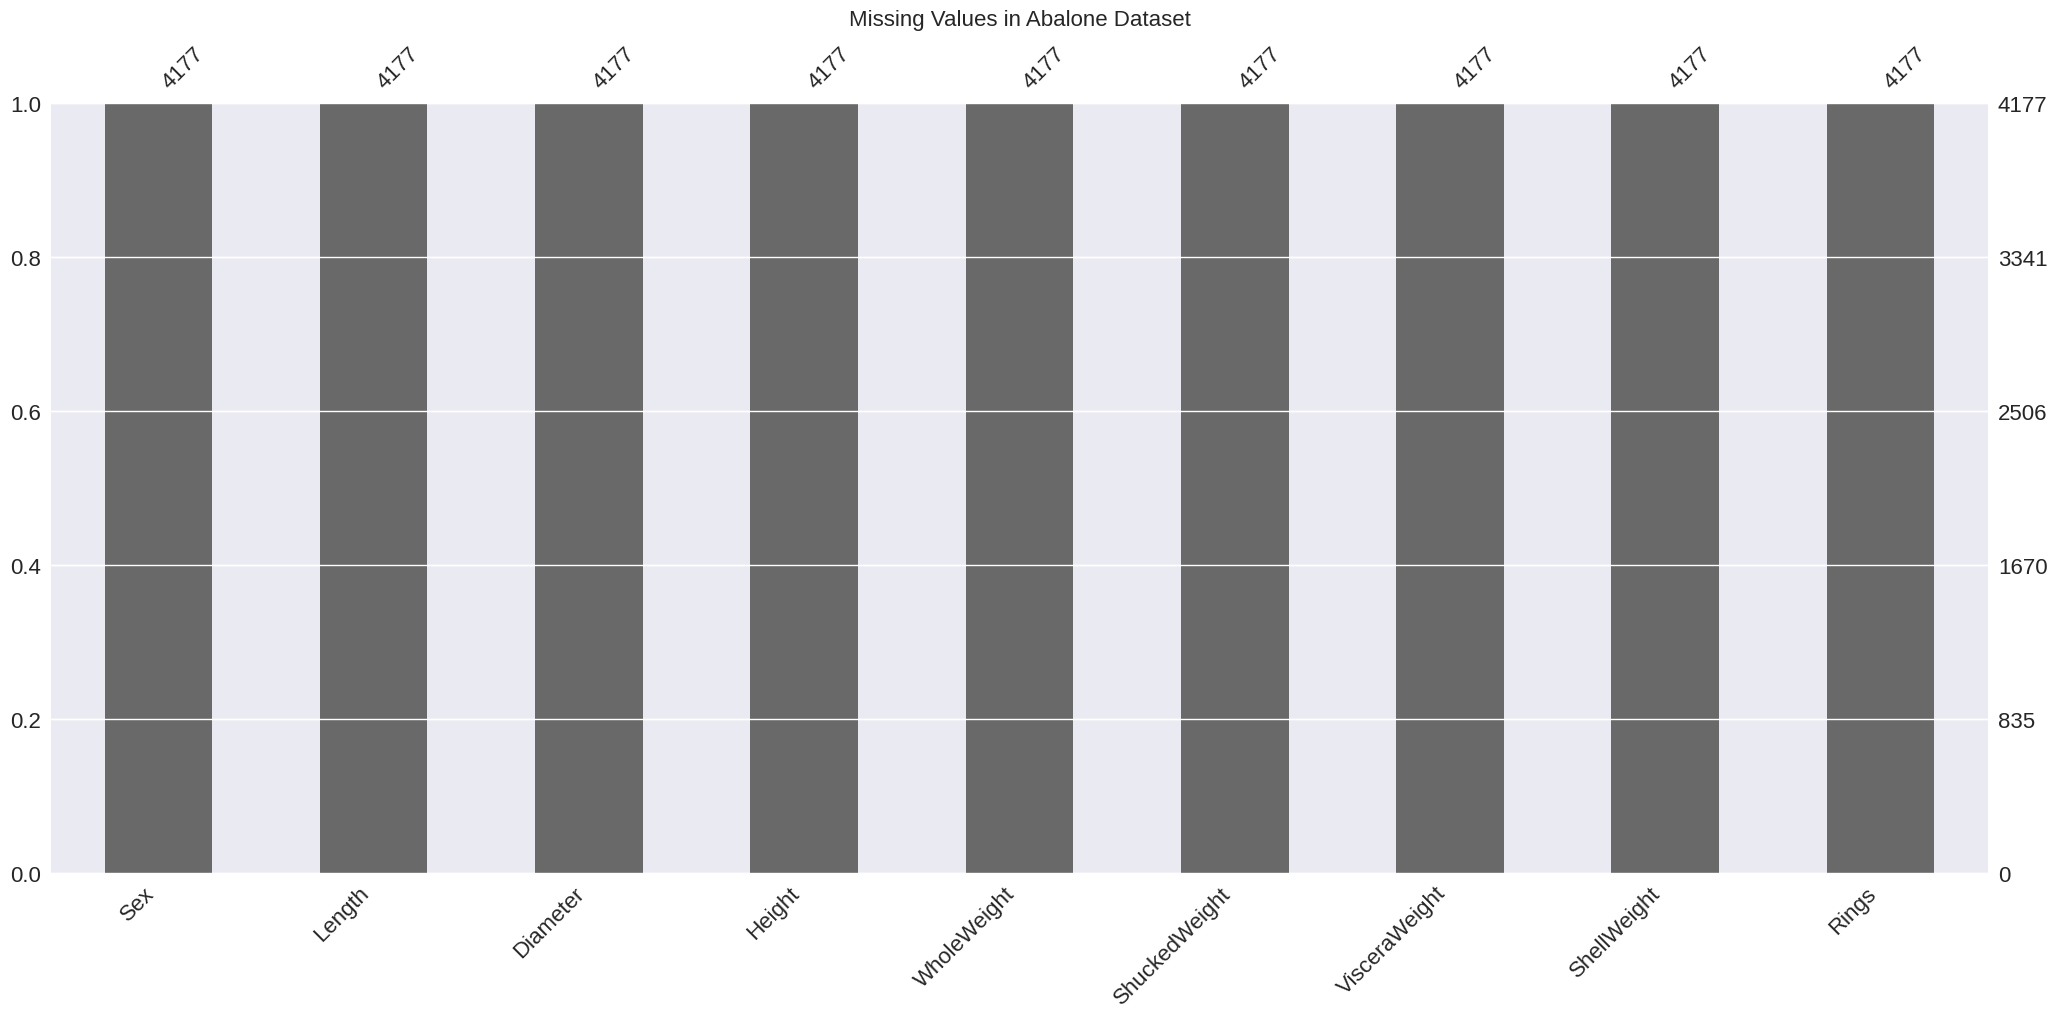 Missing Values in Abalone Dataset
4177 4177 4177 4177 4177 4177 4177 4177 4177
1.0 4177
0.8 3341
0.6 2506
0.4 1670
0.2 835
0.0 0
Sex Length Diameter Height WholeWeight ShuckedWeight VisceraWeight ShellWeight Rings